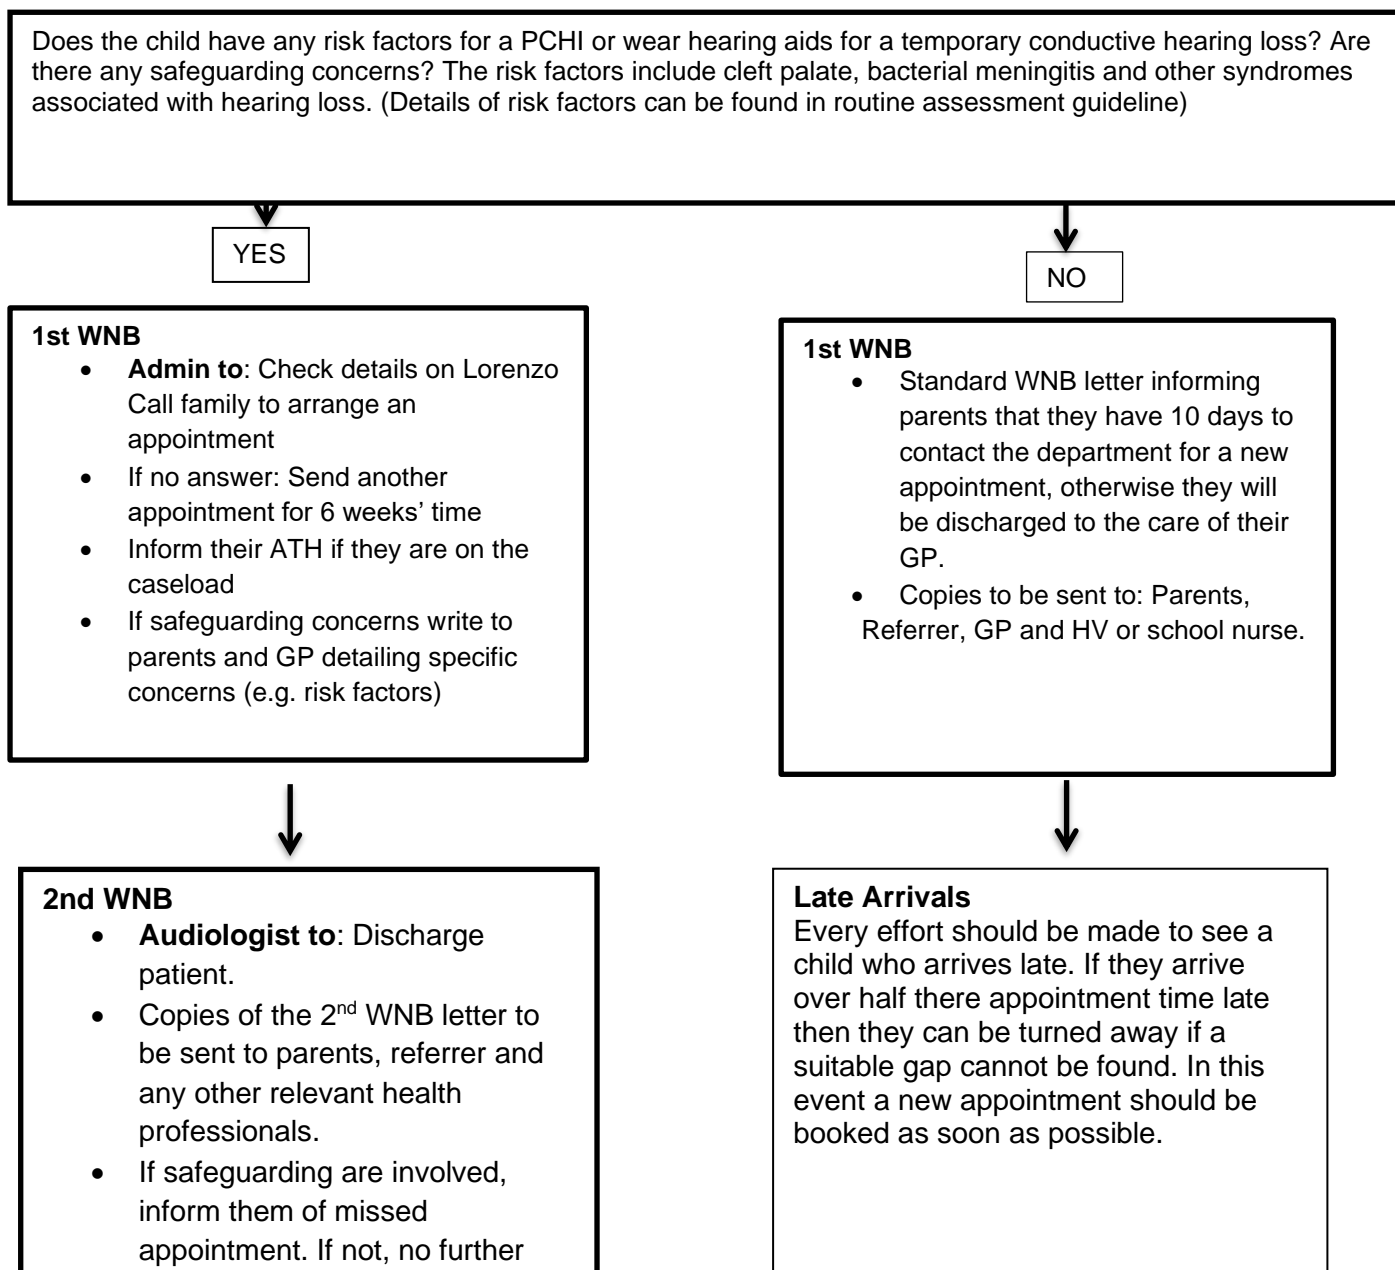 Does the child have any risk factors for a PCHI or wear hearing aids for a temporary conductive hearing loss? Are
there any safeguarding concerns? The risk factors include cleft palate, bacterial meningitis and other syndromes
associated with hearing loss. (Details of risk factors can be found in routine assessment guideline)
YES
NO
1st WNB
• Admin to: Check details on Lorenzo
Call family to arrange an
appointment
• If no answer: Send another
appointment for 6 weeks’ time
• Inform their ATH if they are on the
caseload
• If safeguarding concerns write to
parents and GP detailing specific
concerns (e.g. risk factors)
1st WNB
• Standard WNB letter informing
parents that they have 10 days to
contact the department for a new
appointment, otherwise they will
be discharged to the care of their
GP.
• Copies to be sent to: Parents,
Referrer, GP and HV or school nurse.
2nd WNB
• Audiologist to: Discharge
patient.
• Copies of the 2nd WNB letter to
be sent to parents, referrer and
any other relevant health
professionals.
• If safeguarding are involved,
inform them of missed
appointment. If not, no further
Late Arrivals
Every effort should be made to see a
child who arrives late. If they arrive
over half there appointment time late
then they can be turned away if a
suitable gap cannot be found. In this
event a new appointment should be
booked as soon as possible.